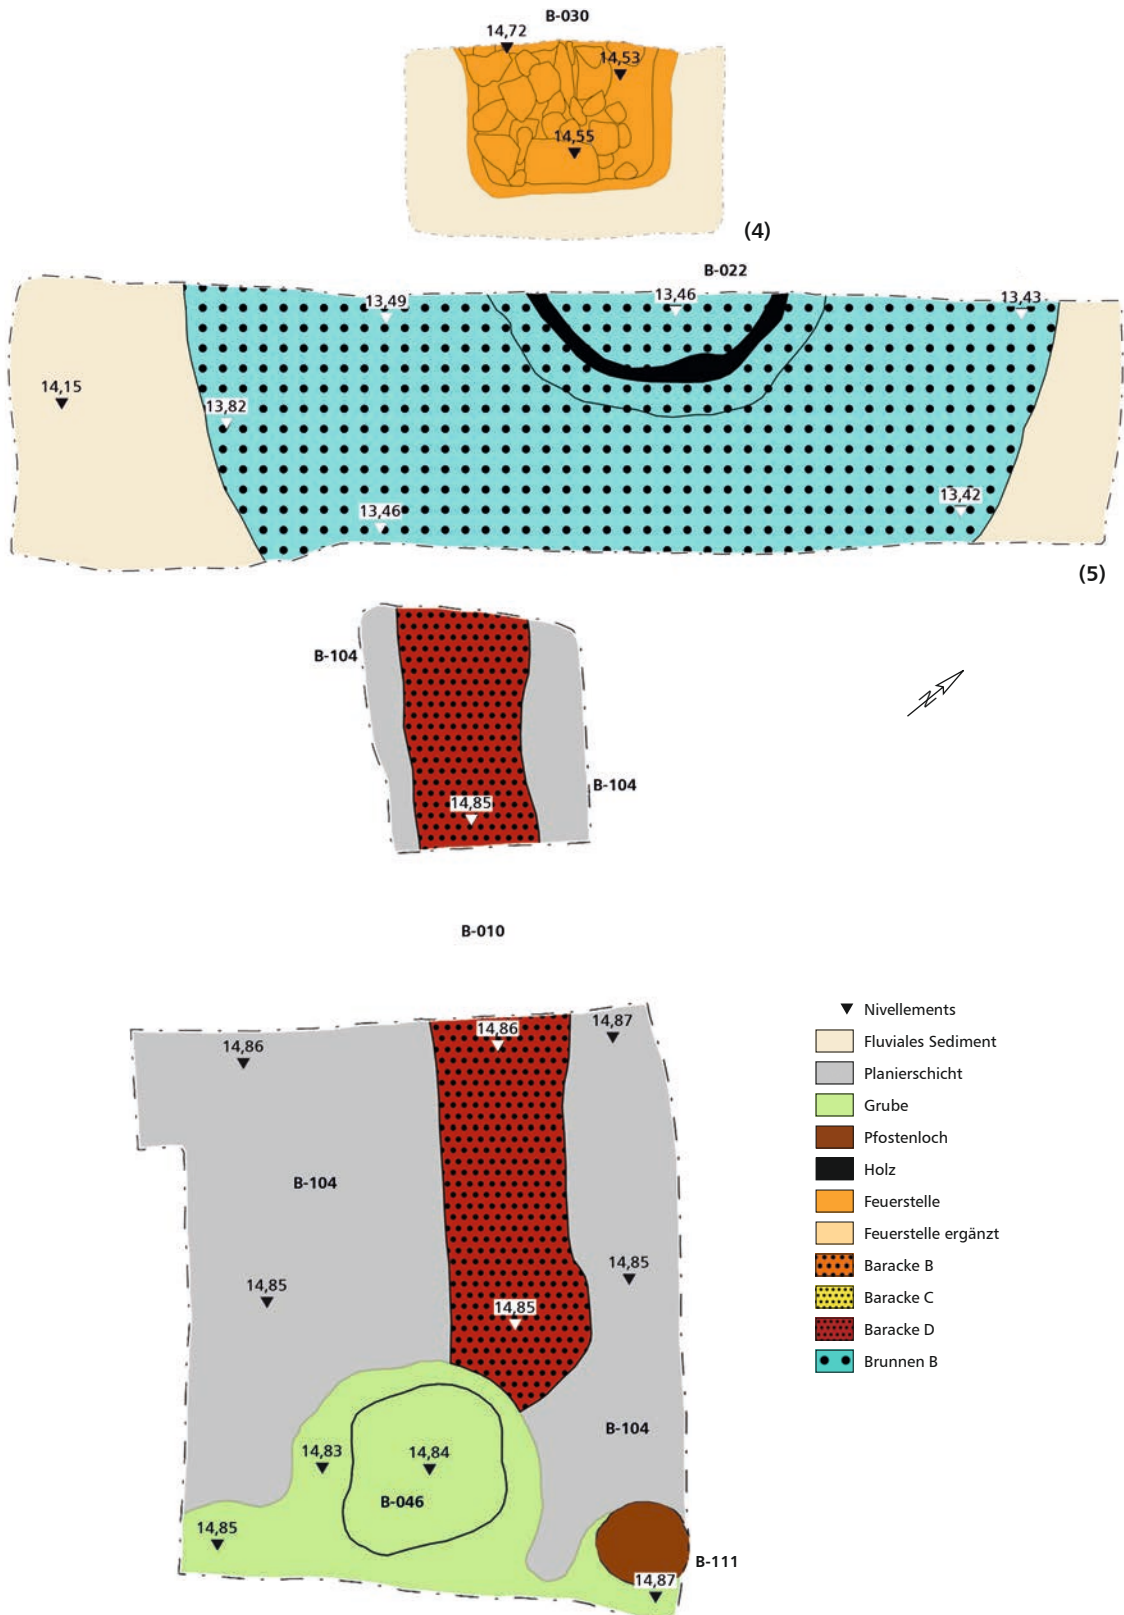 B-030
14,72
14,53
14,55
(4)
B-022
13,49
13,46
13,43
14,15
13,82
13,46
13,42
(5)
B-104
B-104
14,85
N
B-010
14,86
14,86
14,87
B-104
14,85
14,85
14,85
B-104
14,83
14,84
B-046
14,85
B-111
14,87
Nivellements
Fluviales Sediment
Planierschicht
Grube
Pfostenloch
Holz
Feuerstelle
Feuerstelle ergänzt
Baracke B
Baracke C
Baracke D
Brunnen B